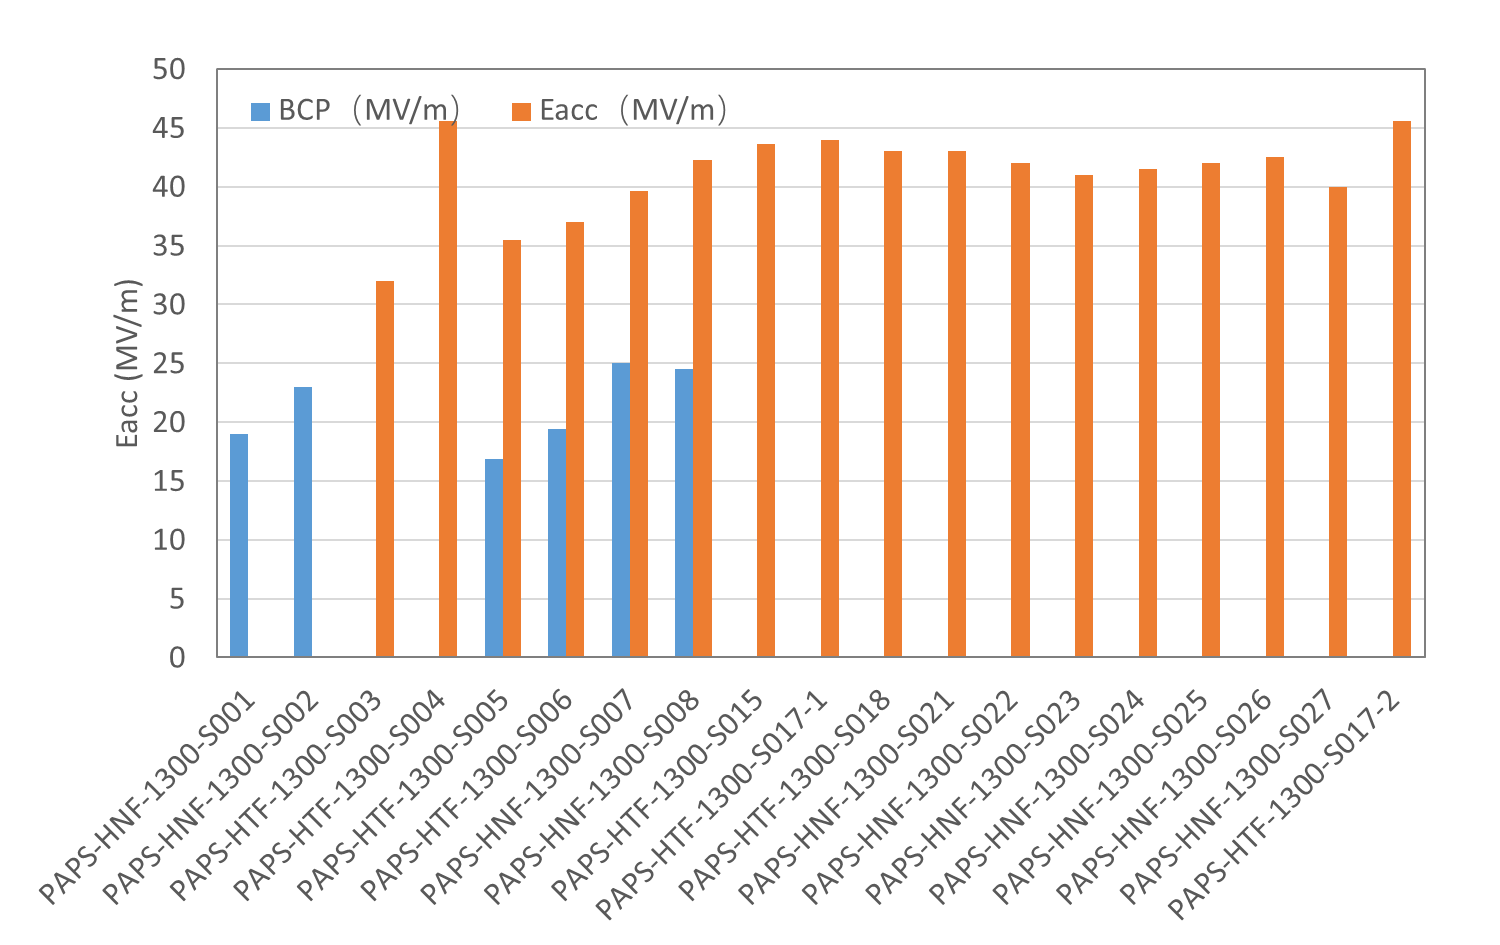 50
BCP（MV/m） Eacc（MV/m）
45
40
35
30
25
20
15
10
5
0
Eacc (MV/m)
PAPS-HNF-1300-S001
PAPS-HNF-1300-S002
PAPS-HTF-1300-S003
PAPS-HTF-1300-S004
PAPS-HTF-1300-S005
PAPS-HTF-1300-S006
PAPS-HNF-1300-S007
PAPS-HNF-1300-S008
PAPS-HTF-1300-S015
PAPS-HTF-1300-S017-1
PAPS-HTF-1300-S018
PAPS-HNF-1300-S021
PAPS-HNF-1300-S022
PAPS-HNF-1300-S023
PAPS-HNF-1300-S024
PAPS-HNF-1300-S025
PAPS-HNF-1300-S026
PAPS-HNF-1300-S027
PAPS-HTF-1300-S017-2